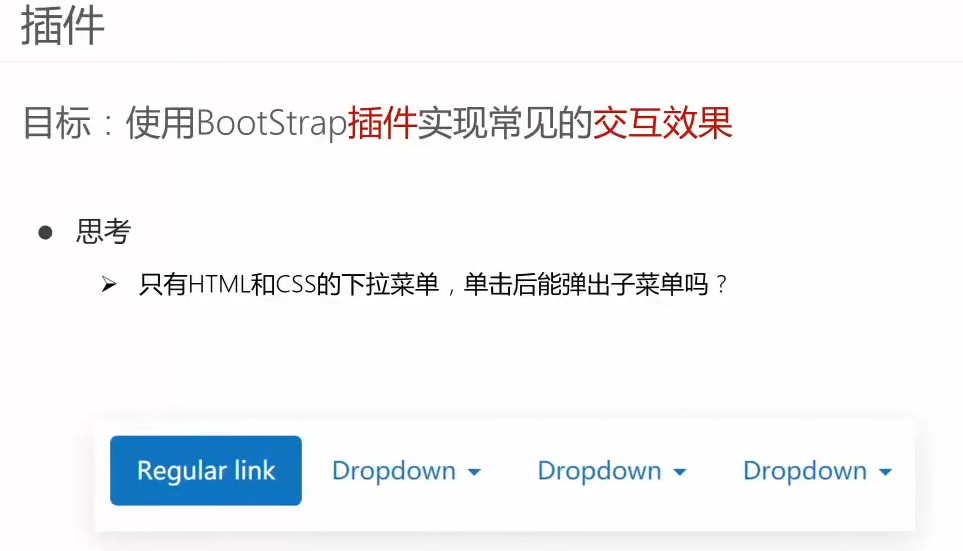 插件
目标：使用BootStrap插件实现常见的交互效果
思考
只有HTML和CSS的下拉菜单，单击后能弹出子菜单吗？
Regular link Dropdown Dropdown Dropdown